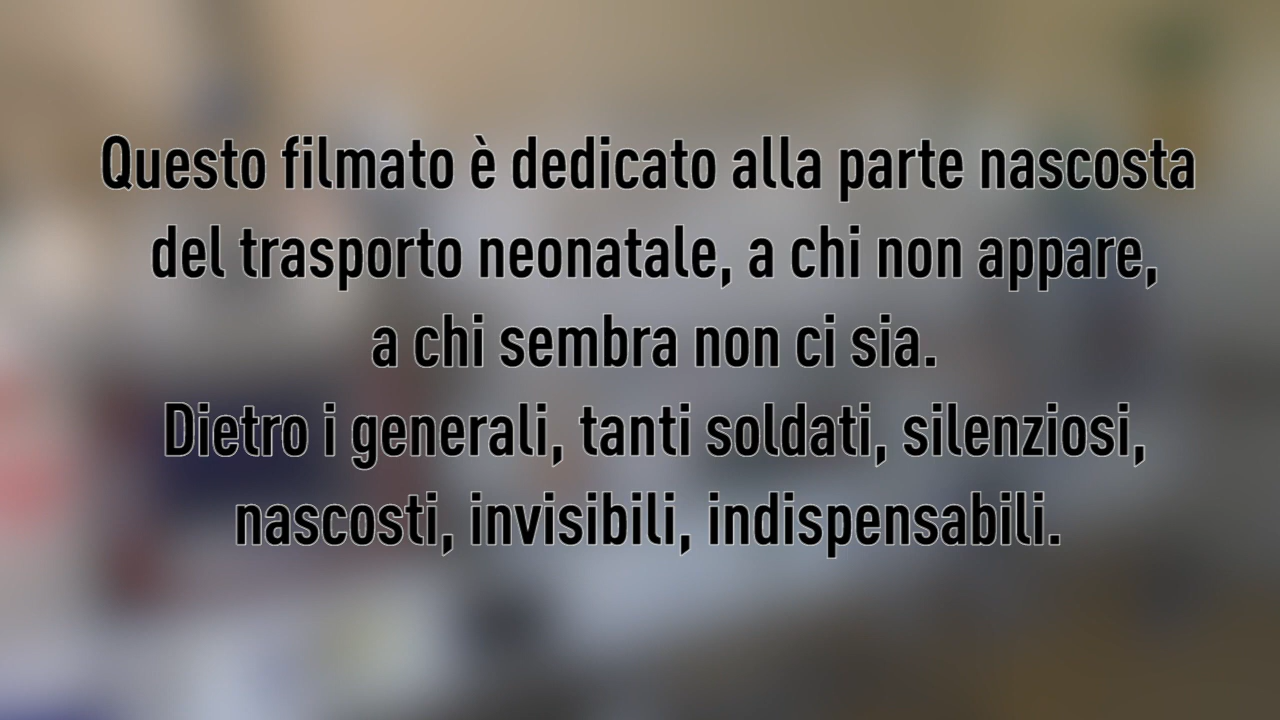 Questo filmato è dedicato alla parte nascosta
del trasporto neonatale, a chi non appare,
a chi sembra non ci sia.
Dietro i generali, tanti soldati, silenziosi,
nascosti, invisibili, indispensabili.